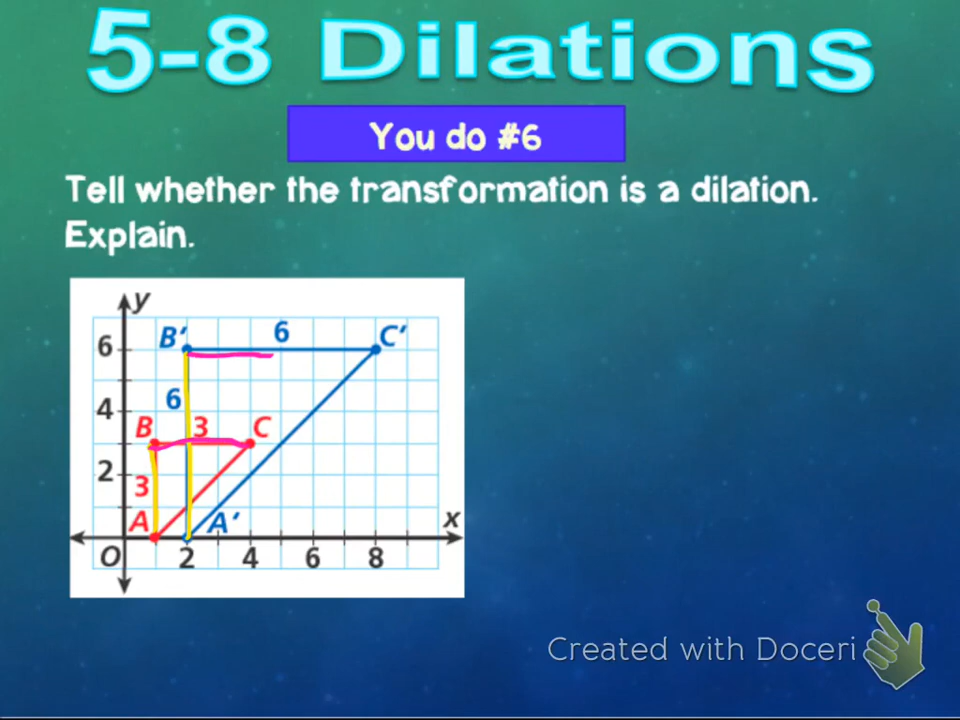 5-8 Dilations
You do #6
Tell whether the transformation is a dilation.
Explain.
y
6 B′ 6 C′
4 6
B 3 C
2 3
A A′ x
O 2 4 6 8
Created with Doceri